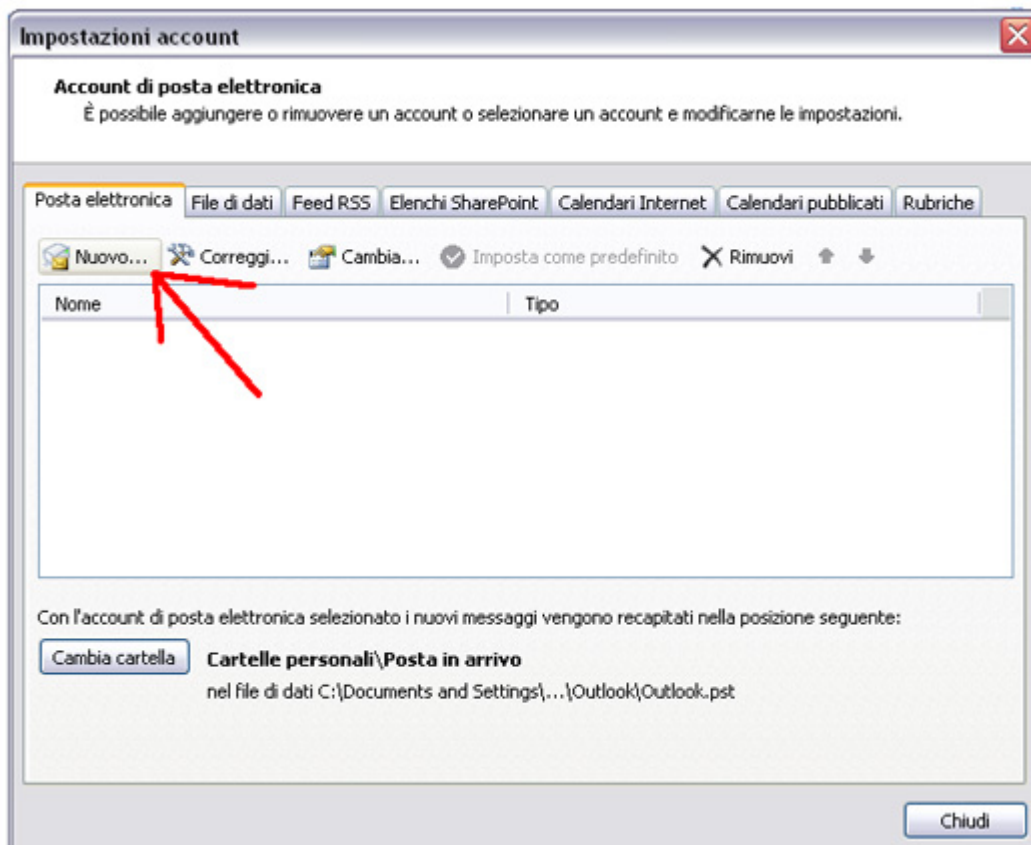 Impostazioni account
Account di posta elettronica
È possibile aggiungere o rimuovere un account o selezionare un account e modificarne le impostazioni.
Posta elettronica File di dati Feed RSS Elenchi SharePoint Calendari Internet Calendari pubblicati Rubriche
Nuovo... Correggi... Cambia... Imposta come predefinito Rimuovi
Nome Tipo
Con l'account di posta elettronica selezionato i nuovi messaggi vengono recapitati nella posizione seguente:
Cambia cartella Cartelle personali\Posta in arrivo
nel file di dati C:\Documents and Settings\...\Outlook\Outlook.pst
Chiudi